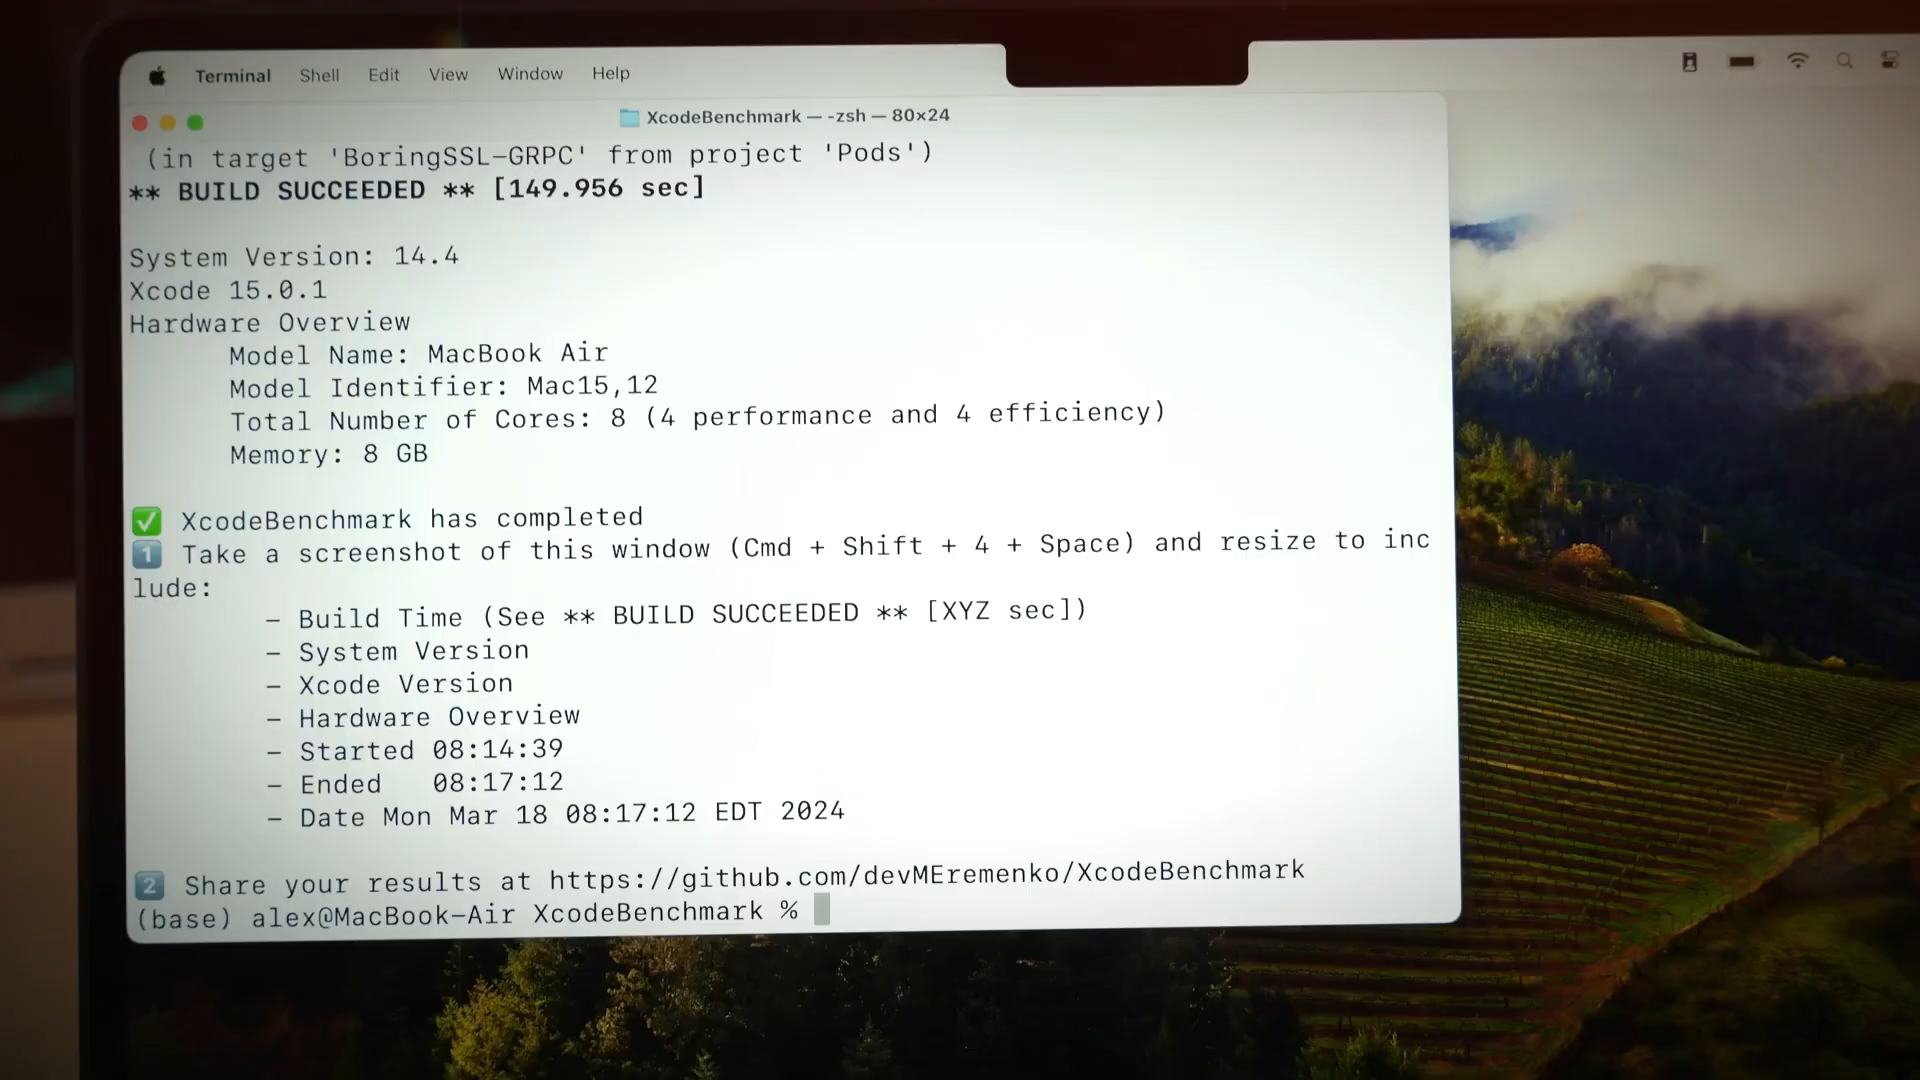 Terminal Shell Edit View Window Help
XcodeBenchmark — -zsh — 80×24
(in target 'BoringSSL-GRPC' from project 'Pods')
** BUILD SUCCEEDED ** [149.956 sec]
System Version: 14.4
Xcode 15.0.1
Hardware Overview
Model Name: MacBook Air
Model Identifier: Mac15,12
Total Number of Cores: 8 (4 performance and 4 efficiency)
Memory: 8 GB
✅ XcodeBenchmark has completed
1️⃣ Take a screenshot of this window (Cmd + Shift + 4 + Space) and resize to inc
lude:
– Build Time (See ** BUILD SUCCEEDED ** [XYZ sec])
– System Version
– Xcode Version
– Hardware Overview
– Started 08:14:39
– Ended   08:17:12
– Date Mon Mar 18 08:17:12 EDT 2024
2️⃣ Share your results at https://github.com/devMEremenko/XcodeBenchmark
(base) alex@MacBook-Air XcodeBenchmark %